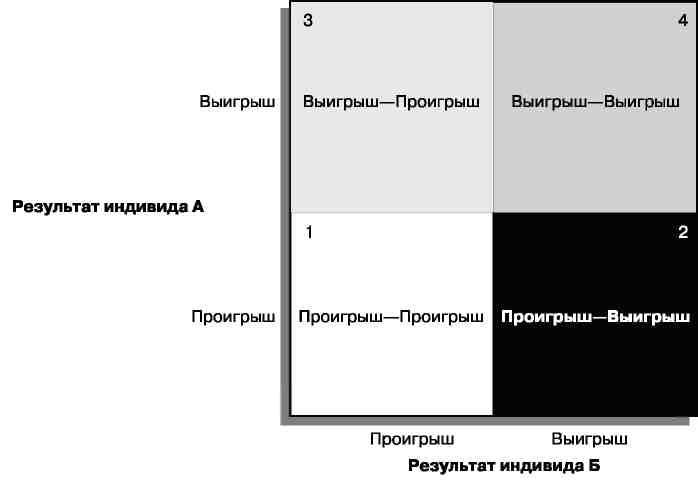 3
4
Выигрыш
Выигрыш—Проигрыш
Выигрыш—Выигрыш
Результат индивида А
1
2
Проигрыш
Проигрыш—Проигрыш
Проигрыш—Выигрыш
Проигрыш
Выигрыш
Результат индивида Б